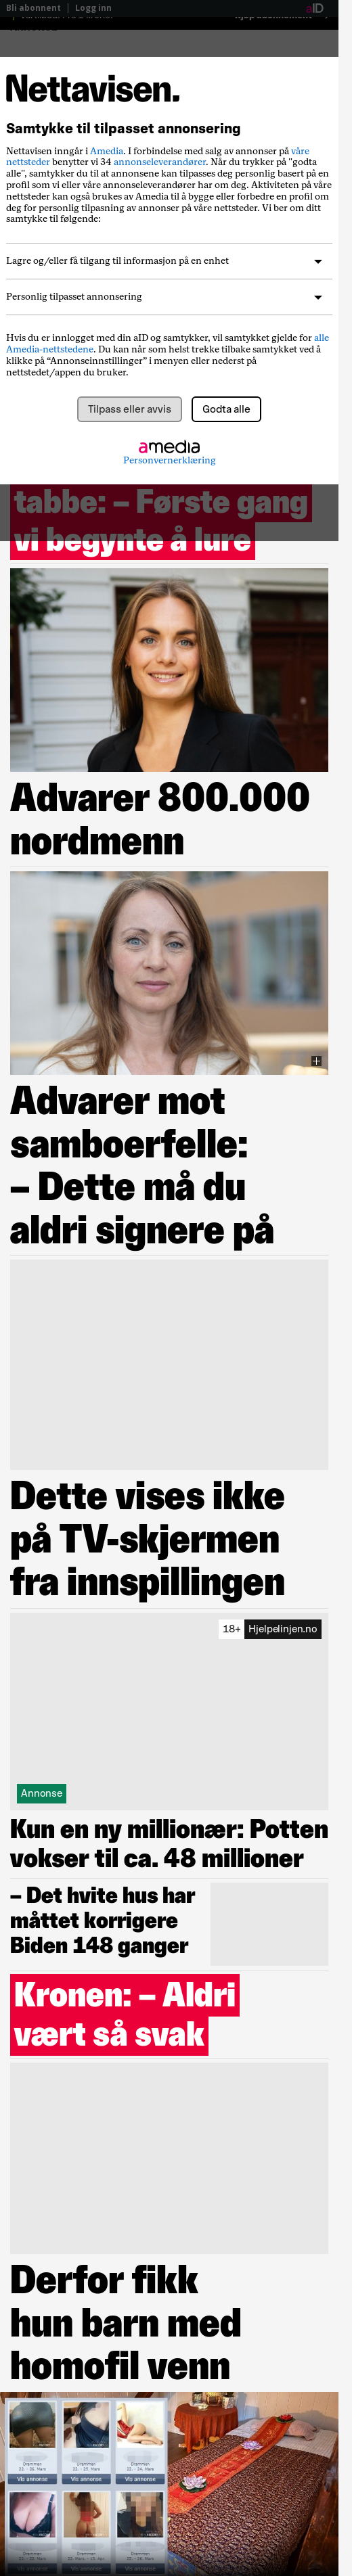 Bli abonnent | Logg inn
aID
Nettavisen.
Samtykke til tilpasset annonsering
Nettavisen inngår i Amedia. I forbindelse med salg av annonser på våre
nettsteder benytter vi 34 annonseleverandører. Når du trykker på "godta
alle", samtykker du til at annonsene kan tilpasses deg personlig basert på en
profil som vi eller våre annonseleverandører har om deg. Aktiviteten på våre
nettsteder kan også brukes av Amedia til å bygge eller forbedre en profil om
deg for personlig tilpasning av annonser på våre nettsteder. Vi ber om ditt
samtykke til følgende:
Lagre og/eller få tilgang til informasjon på en enhet
Personlig tilpasset annonsering
Hvis du er innlogget med din aID og samtykker, vil samtykket gjelde for alle
Amedia-nettstedene. Du kan når som helst trekke tilbake samtykket ved å
klikke på “Annonseinnstillinger” i menyen eller nederst på
nettstedet/appen du bruker.
Tilpass eller avvis
Godta alle
amedia
Personvernerklæring
tabbe: – Første gang
vi begynte å lure
Advarer 800.000
nordmenn
Advarer mot
samboerfelle:
– Dette må du
aldri signere på
Dette vises ikke
på TV-skjermen
fra innspillingen
18+ Hjelpelinjen.no
Annonse
Kun en ny millionær: Potten
vokser til ca. 48 millioner
– Det hvite hus har
måttet korrigere
Biden 148 ganger
Kronen: – Aldri
vært så svak
Derfor fikk
hun barn med
homofil venn
Drammen Drammen Drammen
Vis annonse Vis annonse Vis annonse